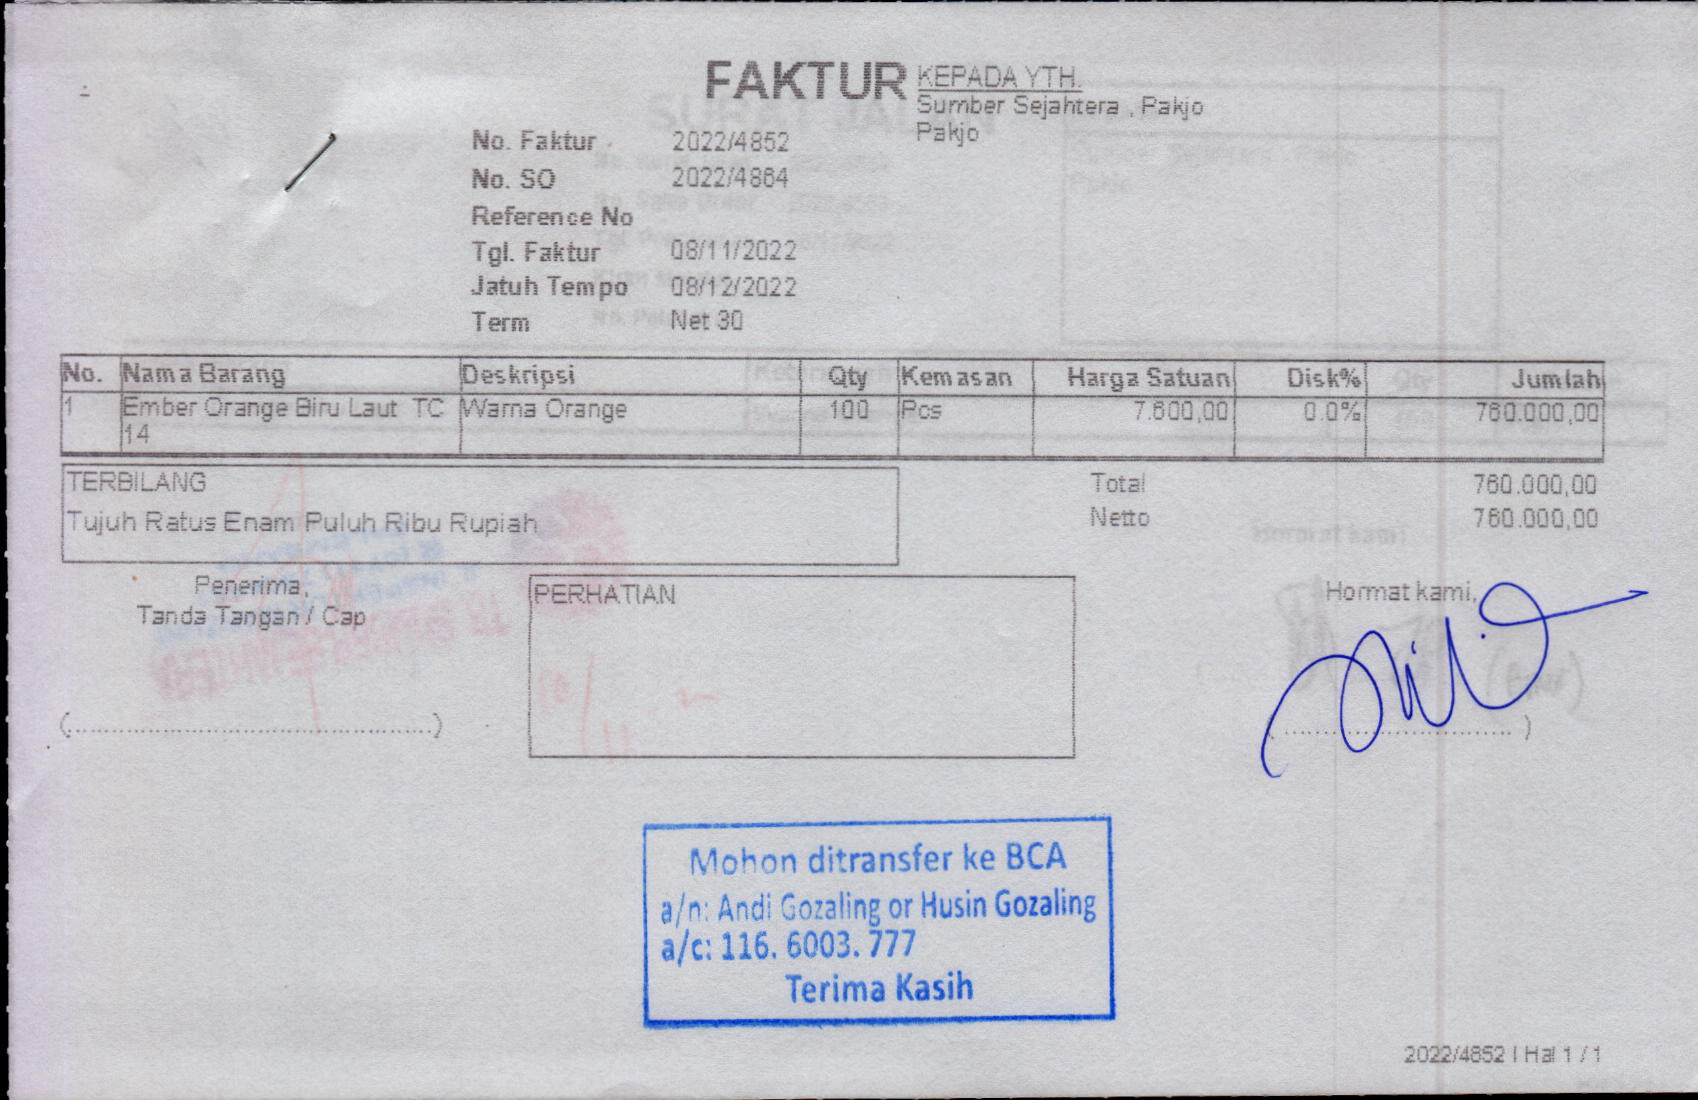 FAKTUR
KEPADA YTH.
Sumber Sejahtera , Pakjo
Pakjo
No. Faktur 2022/4852
No. SO 2022/4864
Reference No
Tgl. Faktur 08/11/2022
Jatuh Tempo 08/12/2022
Term Net 30
No. Nama Barang Deskripsi Qty Kemasan Harga Satuan Disk% Jumlah
1 Ember Orange Biru Laut TC Warna Orange 100 Pcs 7.600,00 0.0% 760.000,00
14
TERBILANG
Tujuh Ratus Enam Puluh Ribu Rupiah
Total 760.000,00
Netto 760.000,00
Penerima,
Tanda Tangan / Cap
PERHATIAN
Hormat kami,
(................................................)
(................................)
Mohon ditransfer ke BCA
a/n: Andi Gozaling or Husin Gozaling
a/c: 116. 6003. 777
Terima Kasih
2022/4852 | Hal 1 / 1